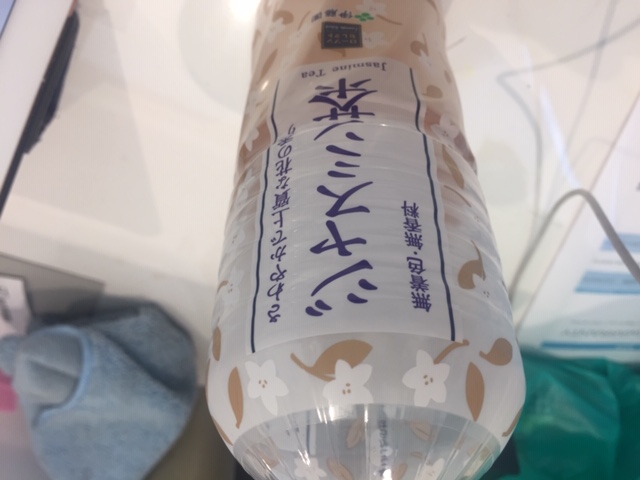 伊藤園
Jasmine Tea
ジャスミン茶
さわやかで上質な花の香り
無着色・無香料